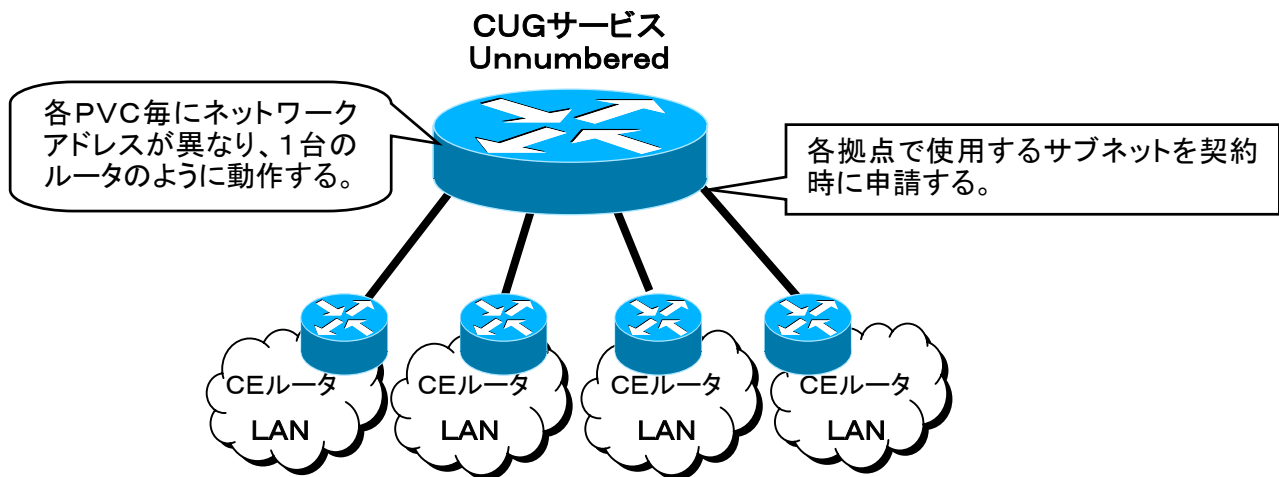 CUGサービス
Unnumbered
各PVC毎にネットワーク
アドレスが異なり、1台の
ルータのように動作する。
各拠点で使用するサブネットを契約
時に申請する。
CEルータ
LAN
CEルータ
LAN
CEルータ
LAN
CEルータ
LAN